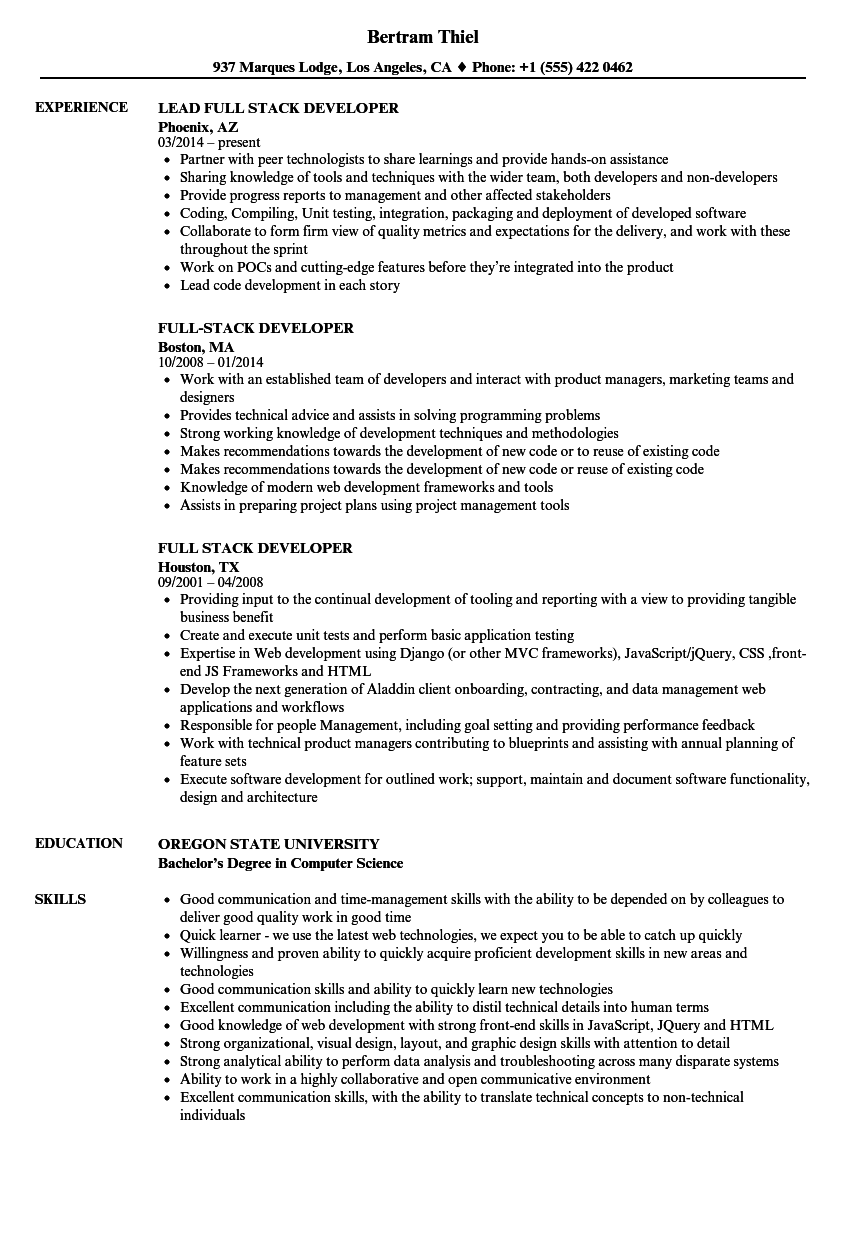 Bertram Thiel
937 Marques Lodge, Los Angeles, CA ♦ Phone: +1 (555) 422 0462
EXPERIENCE
LEAD FULL STACK DEVELOPER
Phoenix, AZ
03/2014 – present
• Partner with peer technologists to share learnings and provide hands-on assistance
• Sharing knowledge of tools and techniques with the wider team, both developers and non-developers
• Provide progress reports to management and other affected stakeholders
• Coding, Compiling, Unit testing, integration, packaging and deployment of developed software
• Collaborate to form firm view of quality metrics and expectations for the delivery, and work with these
throughout the sprint
• Work on POCs and cutting-edge features before they’re integrated into the product
• Lead code development in each story
FULL-STACK DEVELOPER
Boston, MA
10/2008 – 01/2014
• Work with an established team of developers and interact with product managers, marketing teams and
designers
• Provides technical advice and assists in solving programming problems
• Strong working knowledge of development techniques and methodologies
• Makes recommendations towards the development of new code or to reuse of existing code
• Makes recommendations towards the development of new code or reuse of existing code
• Knowledge of modern web development frameworks and tools
• Assists in preparing project plans using project management tools
FULL STACK DEVELOPER
Houston, TX
09/2001 – 04/2008
• Providing input to the continual development of tooling and reporting with a view to providing tangible
business benefit
• Create and execute unit tests and perform basic application testing
• Expertise in Web development using Django (or other MVC frameworks), JavaScript/jQuery, CSS ,front-
end JS Frameworks and HTML
• Develop the next generation of Aladdin client onboarding, contracting, and data management web
applications and workflows
• Responsible for people Management, including goal setting and providing performance feedback
• Work with technical product managers contributing to blueprints and assisting with annual planning of
feature sets
• Execute software development for outlined work; support, maintain and document software functionality,
design and architecture
EDUCATION
OREGON STATE UNIVERSITY
Bachelor’s Degree in Computer Science
SKILLS
• Good communication and time-management skills with the ability to be depended on by colleagues to
deliver good quality work in good time
• Quick learner - we use the latest web technologies, we expect you to be able to catch up quickly
• Willingness and proven ability to quickly acquire proficient development skills in new areas and
technologies
• Good communication skills and ability to quickly learn new technologies
• Excellent communication including the ability to distil technical details into human terms
• Good knowledge of web development with strong front-end skills in JavaScript, JQuery and HTML
• Strong organizational, visual design, layout, and graphic design skills with attention to detail
• Strong analytical ability to perform data analysis and troubleshooting across many disparate systems
• Ability to work in a highly collaborative and open communicative environment
• Excellent communication skills, with the ability to translate technical concepts to non-technical
individuals